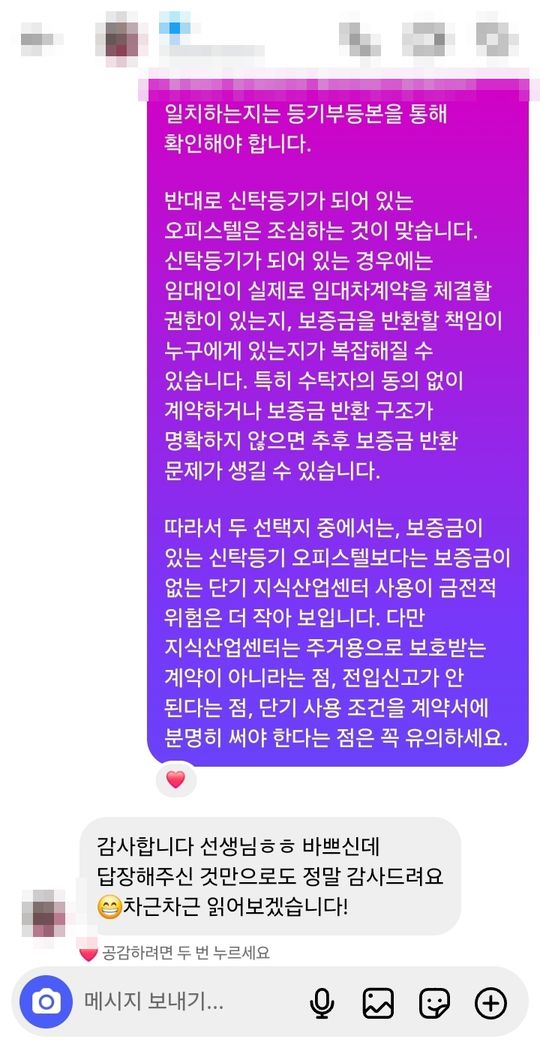 일치하는지는 등기부등본을 통해
확인해야 합니다.
반대로 신탁등기가 되어 있는
오피스텔은 조심하는 것이 맞습니다.
신탁등기가 되어 있는 경우에는
임대인이 실제로 임대차계약을 체결할
권한이 있는지, 보증금을 반환할 책임이
누구에게 있는지가 복잡해질 수
있습니다. 특히 수탁자의 동의 없이
계약하거나 보증금 반환 구조가
명확하지 않으면 추후 보증금 반환
문제가 생길 수 있습니다.
따라서 두 선택지 중에서는, 보증금이
있는 신탁등기 오피스텔보다는 보증금이
없는 단기 지식산업센터 사용이 금전적
위험은 더 작아 보입니다. 다만
지식산업센터는 주거용으로 보호받는
계약이 아니라는 점, 전입신고가 안
된다는 점, 단기 사용 조건을 계약서에
분명히 써야 한다는 점은 꼭 유의하세요.
감사합니다 선생님ㅎㅎ 바쁘신데
답장해주신 것만으로도 정말 감사드려요
😁차근차근 읽어보겠습니다!
공감하려면 두 번 누르세요
메시지 보내기...